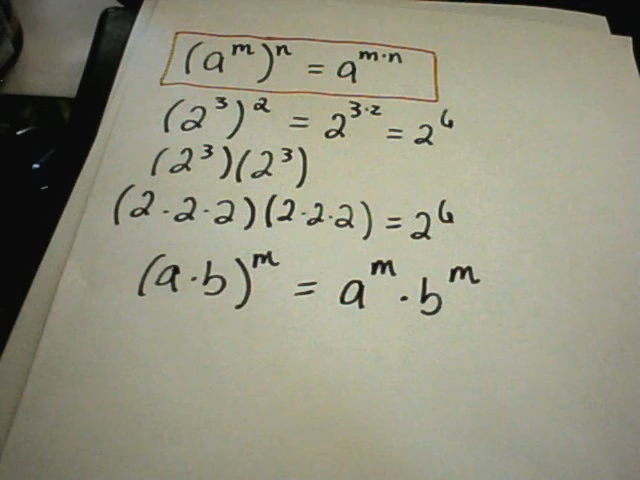 (a^m)^n = a^{m·n}
(2^3)^2 = 2^{3·2} = 2^6
(2^3)(2^3)
(2·2·2)(2·2·2) = 2^6
(a·b)^m = a^m · b^m